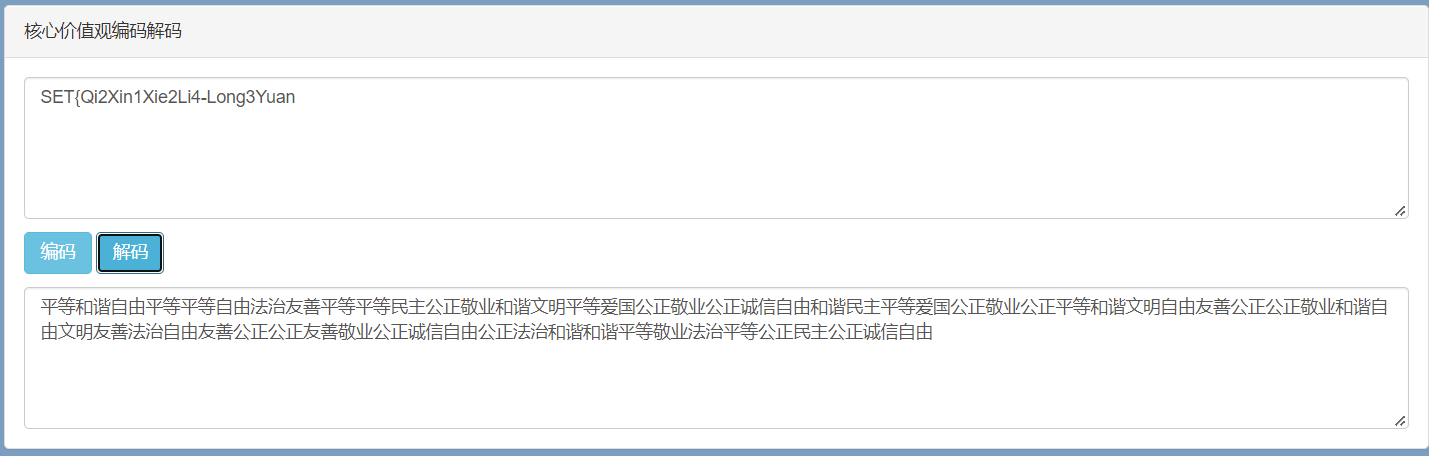 核心价值观编码解码
SET{Qi2Xin1Xie2Li4-Long3Yuan
编码 解码
平等和谐自由平等平等自由法治友善平等平等民主公正敬业和谐文明平等爱国公正敬业公正诚信自由和谐民主平等爱国公正敬业公正平等和谐文明自由友善公正公正敬业和谐自
由文明友善法治自由友善公正公正友善敬业公正诚信自由公正法治和谐和谐平等敬业法治平等公正民主公正诚信自由